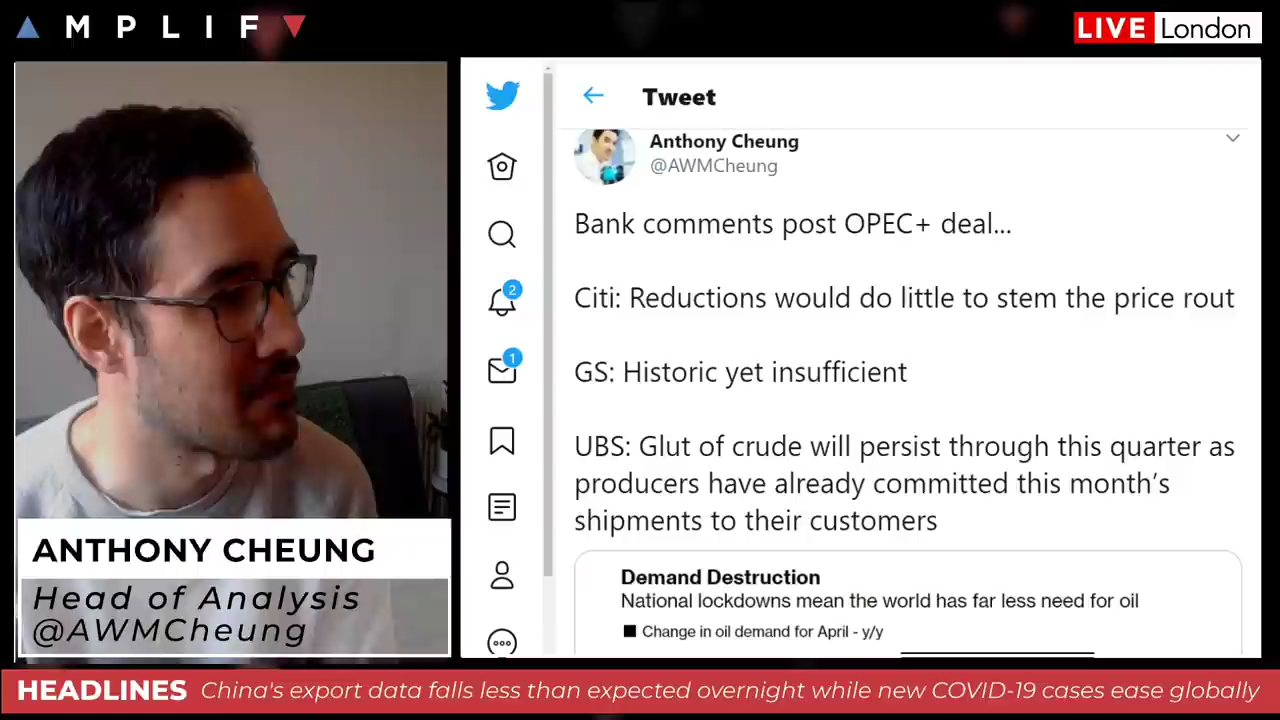 AMPLIFY
LIVE London
Tweet
Anthony Cheung
@AWMCheung
Bank comments post OPEC+ deal...
Citi: Reductions would do little to stem the price rout
GS: Historic yet insufficient
UBS: Glut of crude will persist through this quarter as
producers have already committed this month's
shipments to their customers
Demand Destruction
National lockdowns mean the world has far less need for oil
Change in oil demand for April - y/y
2
1
ANTHONY CHEUNG
Head of Analysis
@AWMCheung
HEADLINES China's export data falls less than expected overnight while new COVID-19 cases ease globally